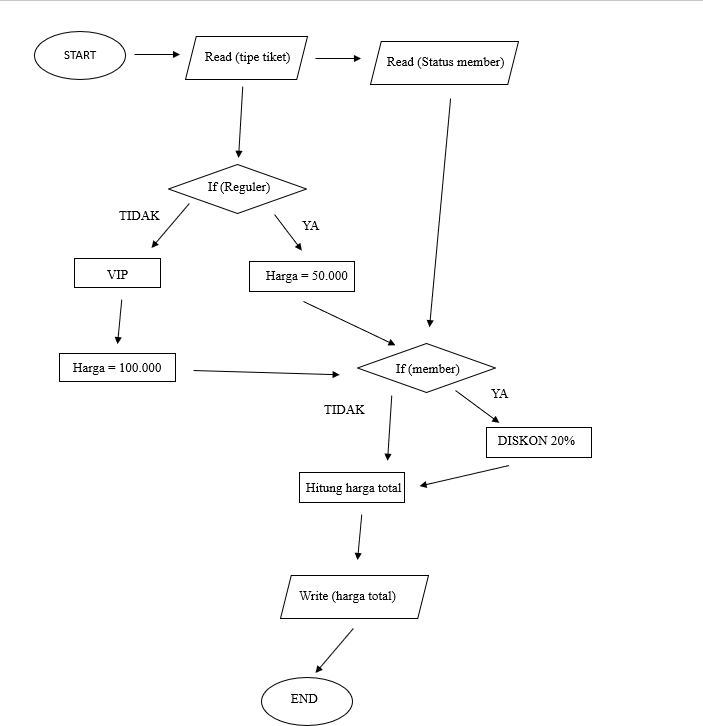 START
Read (tipe tiket)
Read (Status member)
If (Reguler)
TIDAK
YA
VIP
Harga = 50.000
Harga = 100.000
If (member)
TIDAK
YA
DISKON 20%
Hitung harga total
Write (harga total)
END